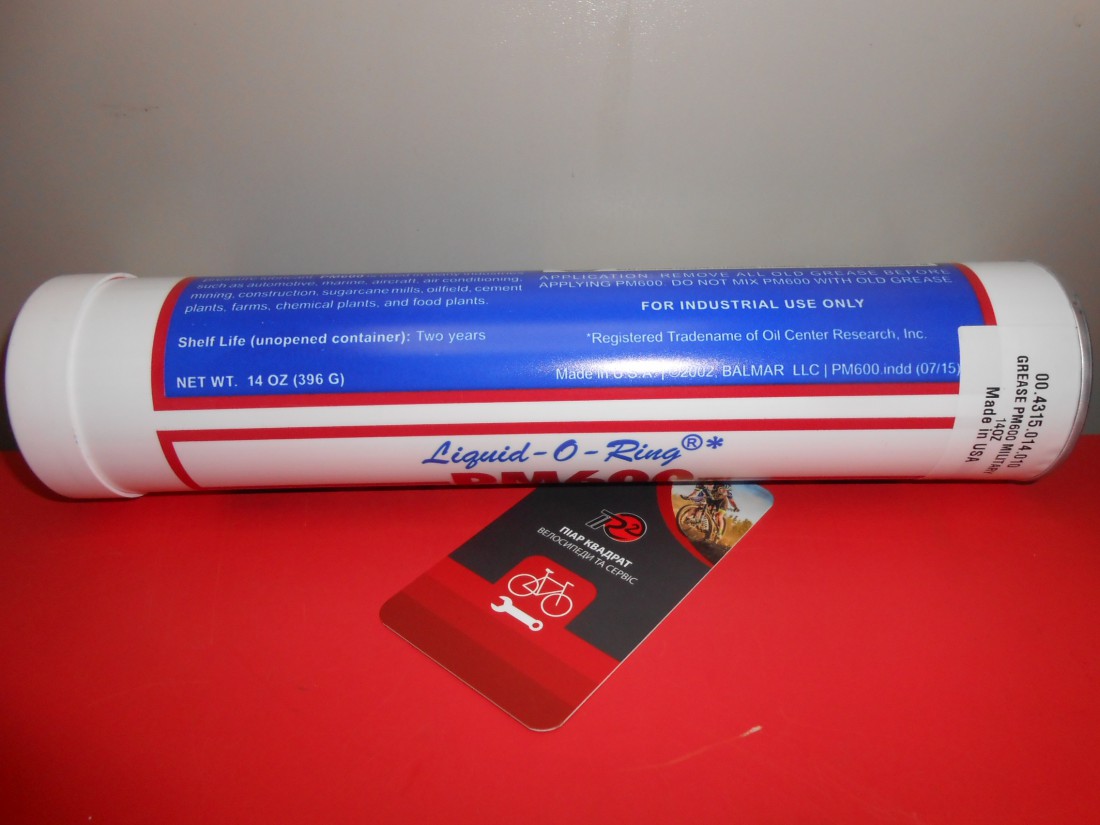 PM600
such as automotive, marine, aircraft, air conditioning,
mining, construction, sugarcane mills, oilfield, cement
plants, farms, chemical plants, and food plants.
Shelf Life (unopened container): Two years
NET WT. 14 OZ (396 G)
APPLICATION. REMOVE ALL OLD GREASE BEFORE
APPLYING PM600. DO NOT MIX PM600 WITH OLD GREASE
FOR INDUSTRIAL USE ONLY
*Registered Tradename of Oil Center Research, Inc.
Made in U.S.A. | ©2002, BALMAR LLC | PM600 indd (07/15)
Liquid-O-Ring®*
PM600
00.4315.014.010
GREASE PM600 MILITARY
14OZ
Made in USA
ПІАР КВАДРАТ
ВЕЛОСИПЕДИ ТА СЕРВІС